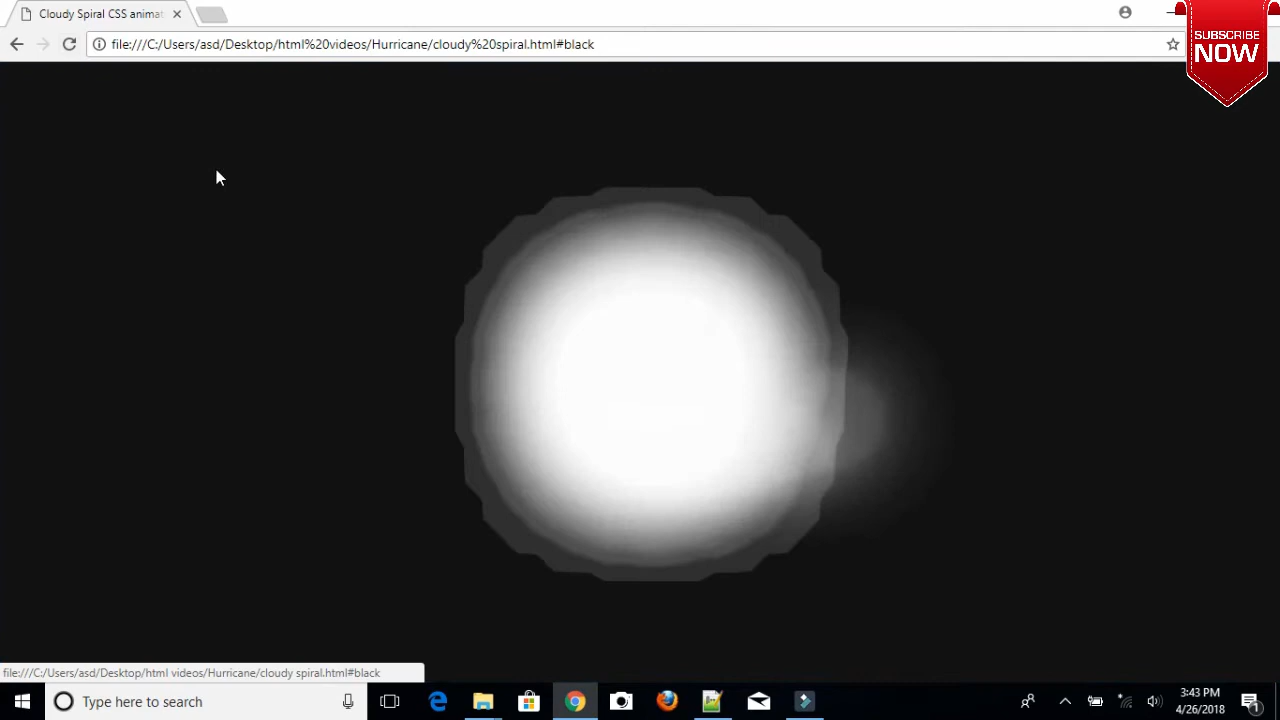 Cloudy Spiral CSS animat
file:///C:/Users/asd/Desktop/html%20videos/Hurricane/cloudy%20spiral.html#black
SUBSCRIBE
NOW
file:///C:/Users/asd/Desktop/html videos/Hurricane/cloudy spiral.html#black
Type here to search
3:43 PM
4/26/2018
1